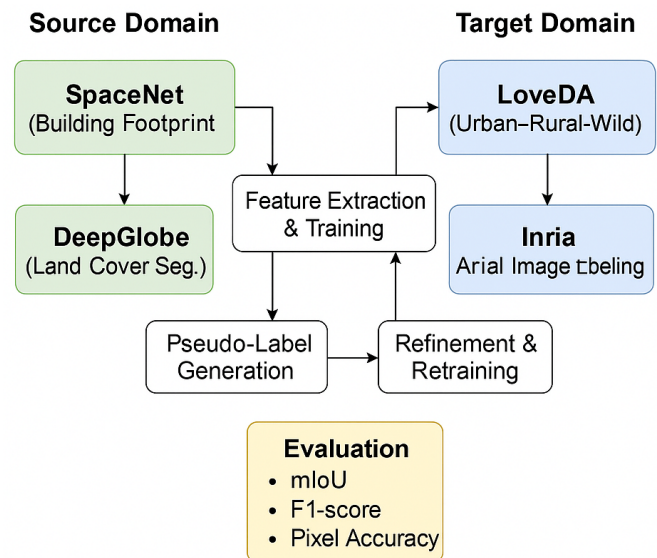 Source Domain
Target Domain
SpaceNet
(Building Footprint
LoveDA
(Urban–Rural-Wild)
Feature Extraction
& Training
DeepGlobe
(Land Cover Seg.)
Inria
Arial Image
Pseudo-Label
Generation
Refinement &
Retraining
Evaluation
• mIoU
• F1-score
• Pixel Accuracy